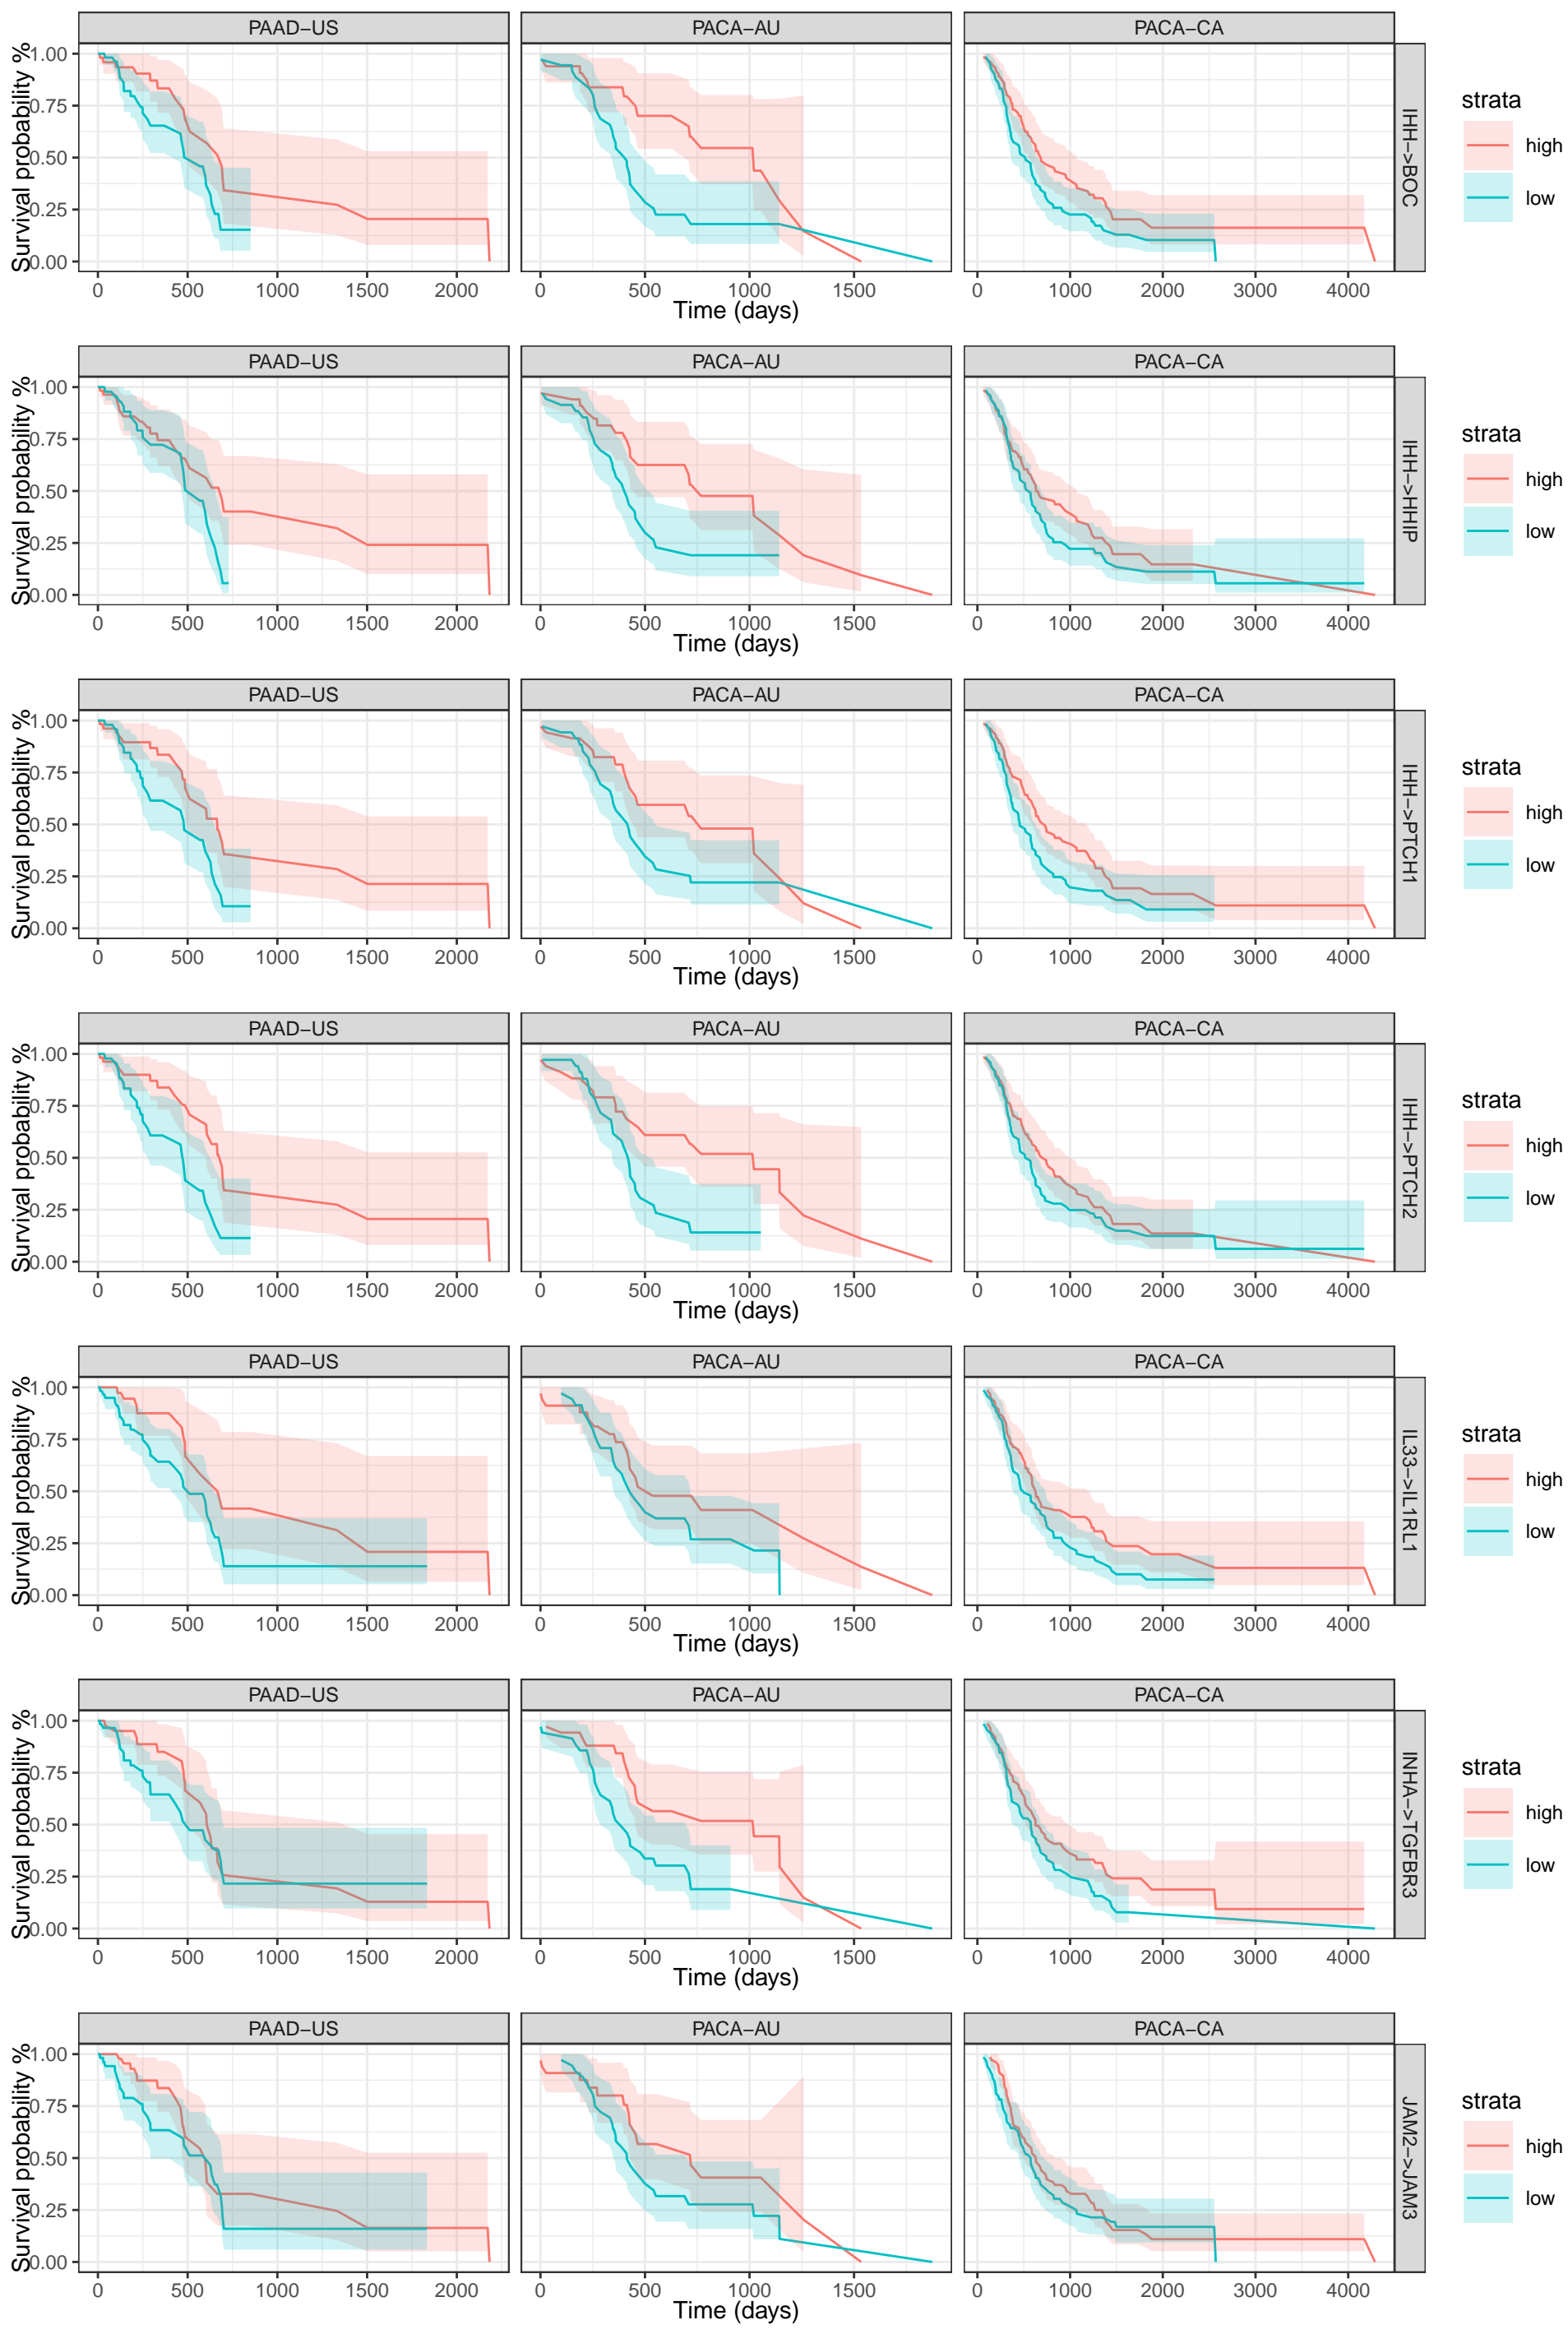 PAAD−US PACA−AU PACA−CA
Survival probability %
1.00
0.75
0.50
0.25
0.00
IHH−>BOC
strata
high
low
0 500 1000 1500 2000 0 500 1000 1500 0 1000 2000 3000 4000
Time (days)
PAAD−US PACA−AU PACA−CA
Survival probability %
1.00
0.75
0.50
0.25
0.00
IHH−>HHIP
strata
high
low
0 500 1000 1500 2000 0 500 1000 1500 0 1000 2000 3000 4000
Time (days)
PAAD−US PACA−AU PACA−CA
Survival probability %
1.00
0.75
0.50
0.25
0.00
IHH−>PTCH1
strata
high
low
0 500 1000 1500 2000 0 500 1000 1500 0 1000 2000 3000 4000
Time (days)
PAAD−US PACA−AU PACA−CA
Survival probability %
1.00
0.75
0.50
0.25
0.00
IHH−>PTCH2
strata
high
low
0 500 1000 1500 2000 0 500 1000 1500 0 1000 2000 3000 4000
Time (days)
PAAD−US PACA−AU PACA−CA
Survival probability %
1.00
0.75
0.50
0.25
0.00
IL33−>IL1RL1
strata
high
low
0 500 1000 1500 2000 0 500 1000 1500 0 1000 2000 3000 4000
Time (days)
PAAD−US PACA−AU PACA−CA
Survival probability %
1.00
0.75
0.50
0.25
0.00
INHA−>TGFBR3
strata
high
low
0 500 1000 1500 2000 0 500 1000 1500 0 1000 2000 3000 4000
Time (days)
PAAD−US PACA−AU PACA−CA
Survival probability %
1.00
0.75
0.50
0.25
0.00
JAM2−>JAM3
strata
high
low
0 500 1000 1500 2000 0 500 1000 1500 0 1000 2000 3000 4000
Time (days)